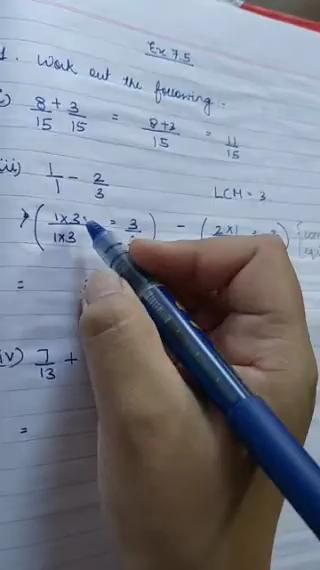 Ex 7.5
1. Work out the following.
8/15 + 3/15 = 8+3/15 = 11/15
iii) 1/1 - 2/3 LCM = 3
(1×3/1×3 = 3/) - (2×1
=
iv) 7/13 +
=